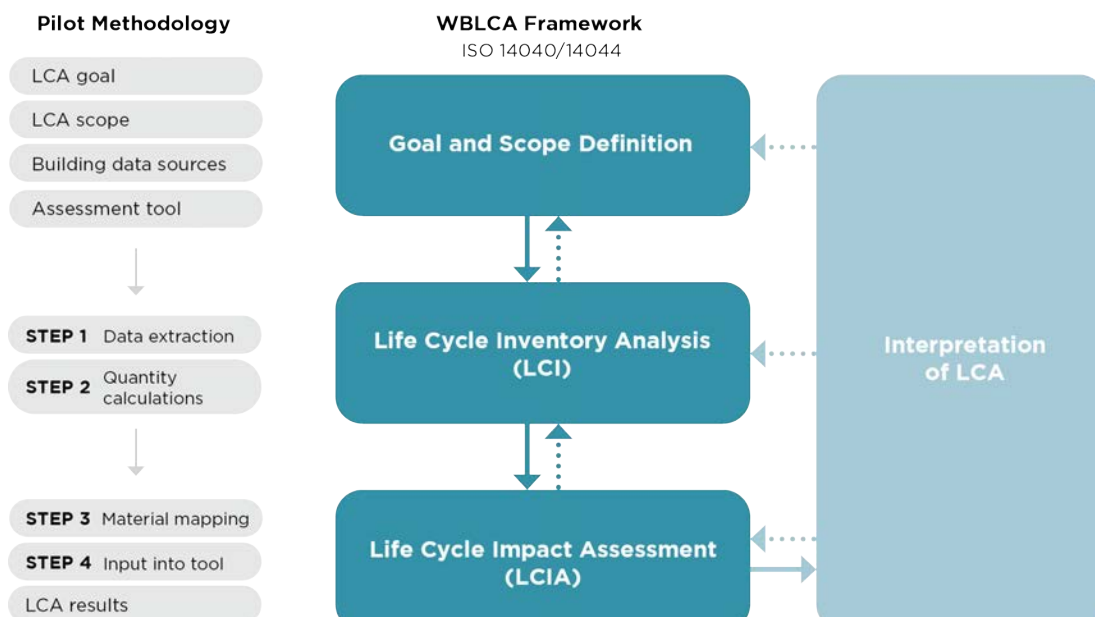 Pilot Methodology
LCA goal
LCA scope
Building data sources
Assessment tool
STEP 1 Data extraction
STEP 2 Quantity
calculations
STEP 3 Material mapping
STEP 4 Input into tool
LCA results
WBLCA Framework
ISO 14040/14044
Goal and Scope Definition
Life Cycle Inventory Analysis
(LCI)
Life Cycle Impact Assessment
(LCIA)
Interpretation
of LCA